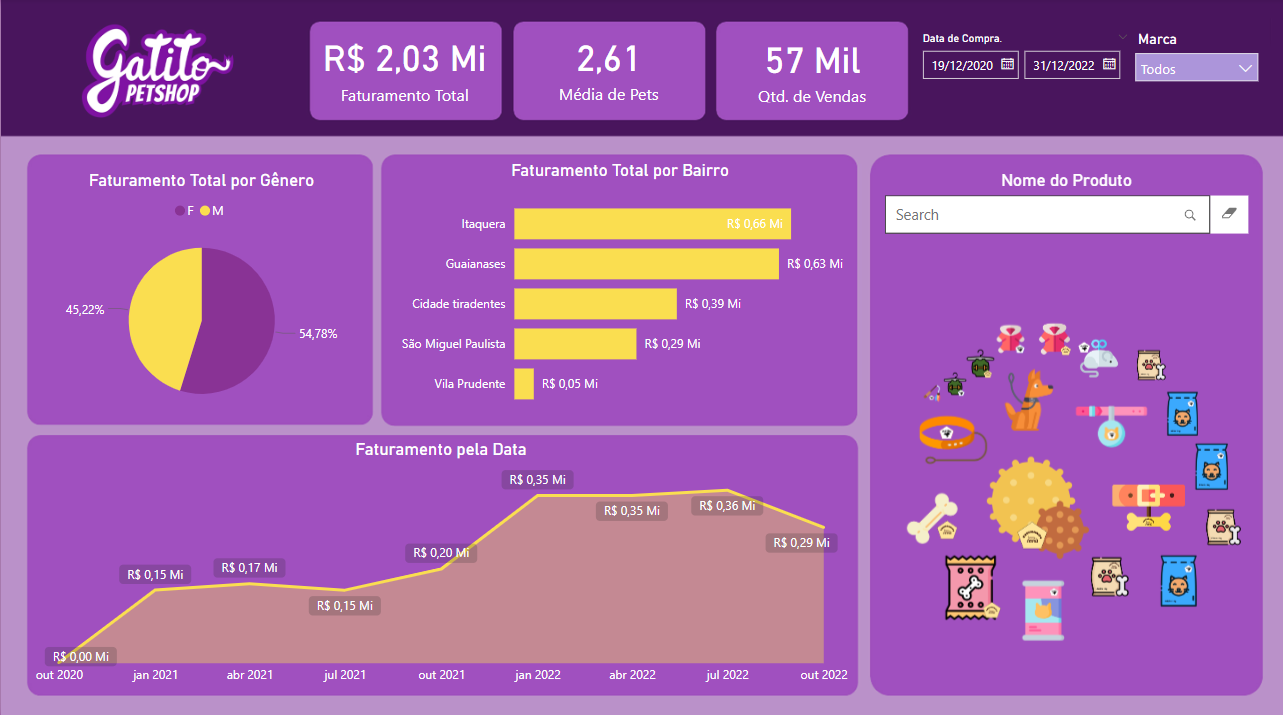 Gatito
PETSHOP
R$ 2,03 Mi
Faturamento Total
2,61
Média de Pets
57 Mil
Qtd. de Vendas
Data de Compra.
19/12/2020
31/12/2022
Marca
Todos
Faturamento Total por Gênero
F M
45,22%
54,78%
Faturamento Total por Bairro
Itaquera R$ 0,66 Mi
Guaianases R$ 0,63 Mi
Cidade tiradentes R$ 0,39 Mi
São Miguel Paulista R$ 0,29 Mi
Vila Prudente R$ 0,05 Mi
Nome do Produto
Search
Faturamento pela Data
R$ 0,00 Mi
R$ 0,15 Mi
R$ 0,17 Mi
R$ 0,15 Mi
R$ 0,20 Mi
R$ 0,35 Mi
R$ 0,35 Mi
R$ 0,36 Mi
R$ 0,29 Mi
out 2020
jan 2021
abr 2021
jul 2021
out 2021
jan 2022
abr 2022
jul 2022
out 2022